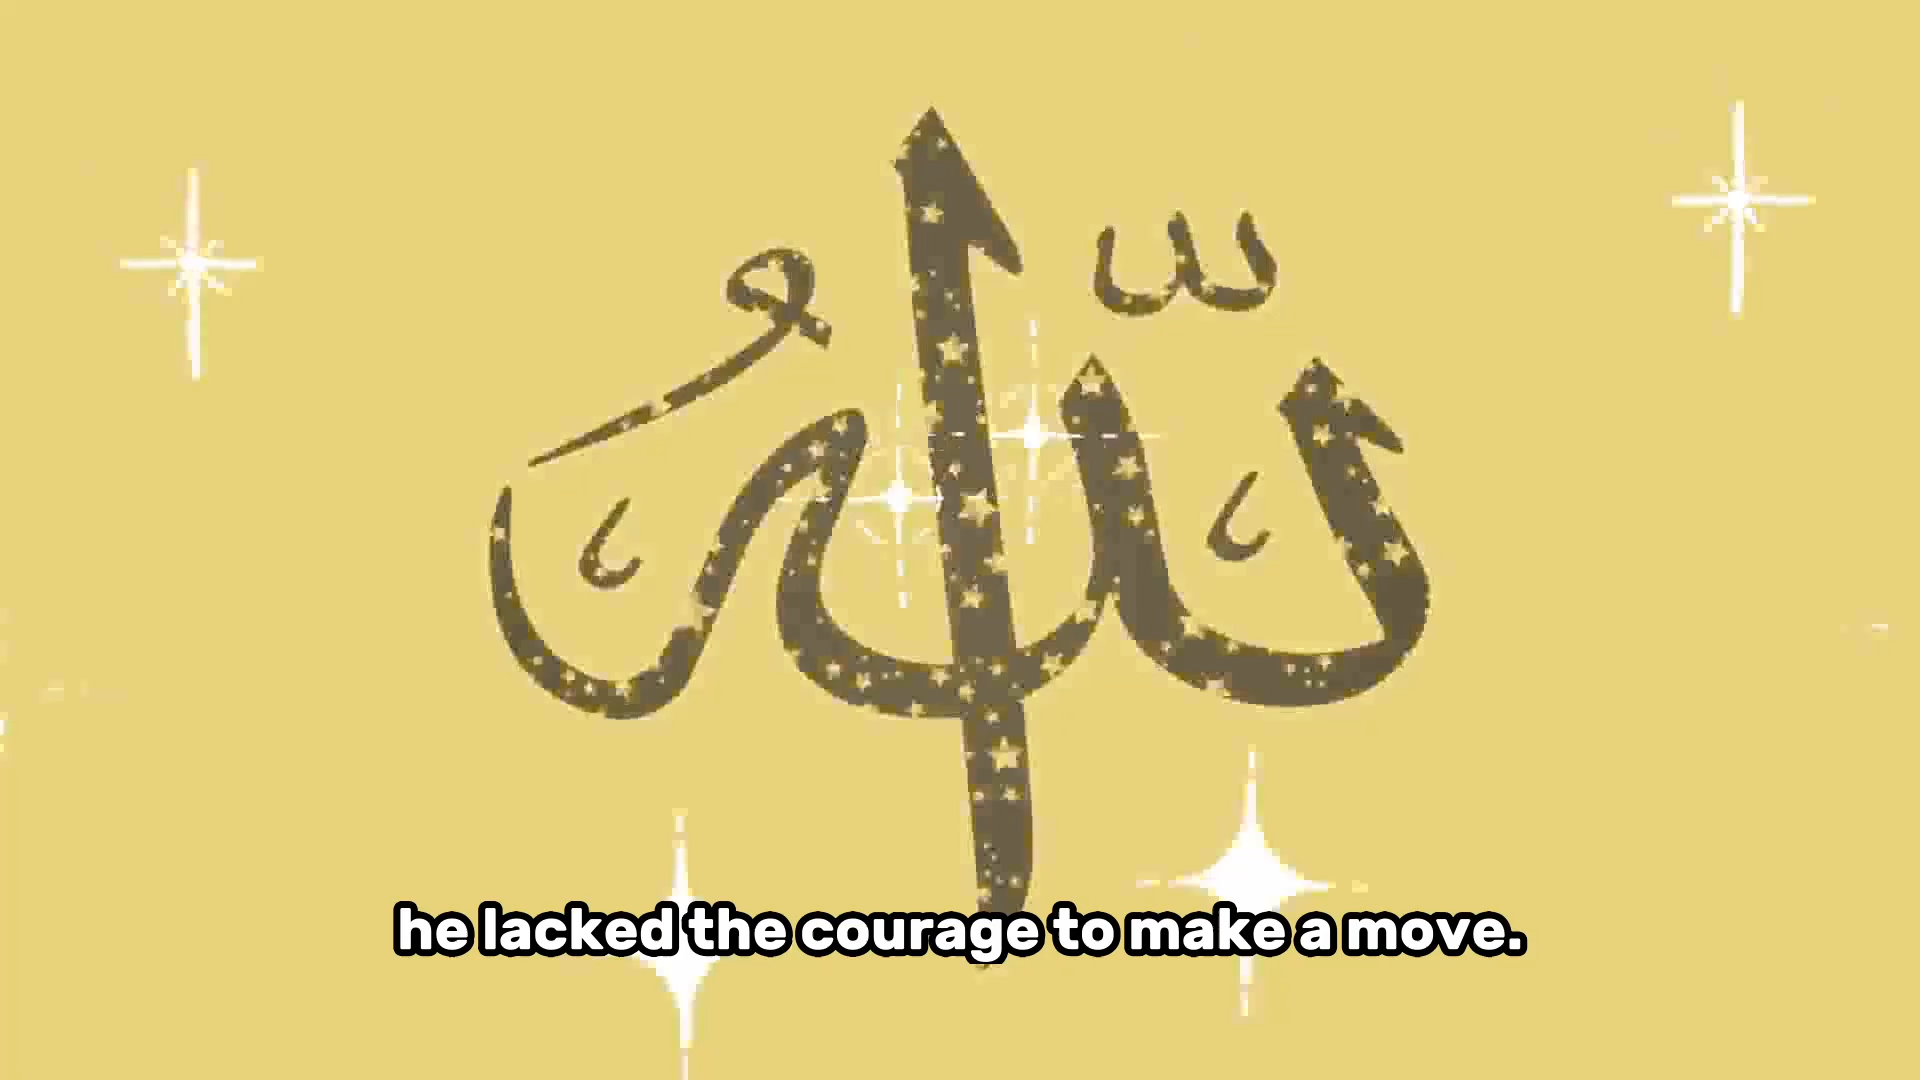 اللهُ
he lacked the courage to make a move.